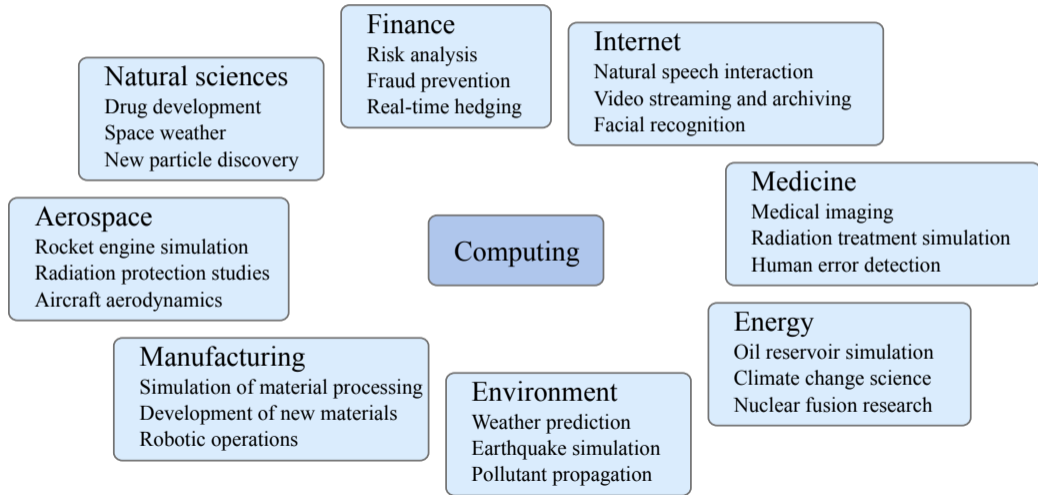 Finance
Risk analysis
Fraud prevention
Real-time hedging
Internet
Natural speech interaction
Video streaming and archiving
Facial recognition
Natural sciences
Drug development
Space weather
New particle discovery
Medicine
Medical imaging
Radiation treatment simulation
Human error detection
Aerospace
Rocket engine simulation
Radiation protection studies
Aircraft aerodynamics
Computing
Energy
Oil reservoir simulation
Climate change science
Nuclear fusion research
Manufacturing
Simulation of material processing
Development of new materials
Robotic operations
Environment
Weather prediction
Earthquake simulation
Pollutant propagation